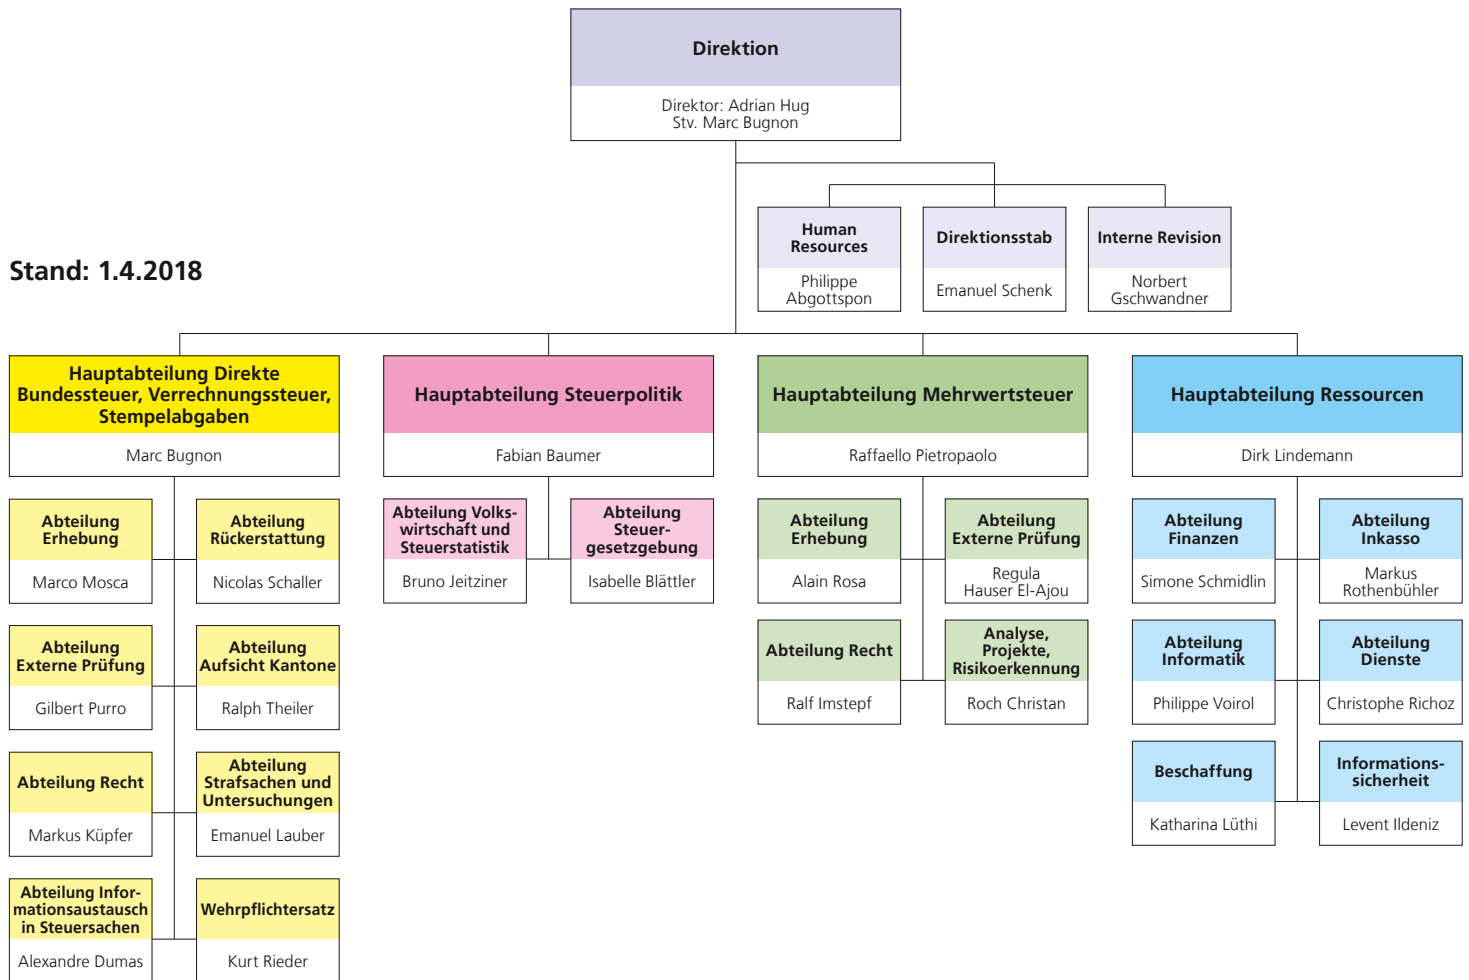 Direktion
Direktor: Adrian Hug
Stv. Marc Bugnon
Human
Resources
Philippe
Abgottspon
Direktionsstab
Emanuel Schenk
Interne Revision
Norbert
Gschwandner
Stand: 1.4.2018
Hauptabteilung Direkte
Bundessteuer, Verrechnungssteuer,
Stempelabgaben
Marc Bugnon
Abteilung
Erhebung
Marco Mosca
Abteilung
Rückerstattung
Nicolas Schaller
Abteilung
Externe Prüfung
Gilbert Purro
Abteilung
Aufsicht Kantone
Ralph Theiler
Abteilung Recht
Markus Küpfer
Abteilung
Strafsachen und
Untersuchungen
Emanuel Lauber
Abteilung Infor-
mationsaustausch
in Steuersachen
Alexandre Dumas
Wehrpflichtersatz
Kurt Rieder
Hauptabteilung Steuerpolitik
Fabian Baumer
Abteilung Volks-
wirtschaft und
Steuerstatistik
Bruno Jeitziner
Abteilung
Steuer-
gesetzgebung
Isabelle Blättler
Hauptabteilung Mehrwertsteuer
Raffaello Pietropaolo
Abteilung
Erhebung
Alain Rosa
Abteilung
Externe Prüfung
Regula
Hauser El-Ajou
Abteilung Recht
Ralf Imstepf
Analyse,
Projekte,
Risikoerkennung
Roch Christan
Hauptabteilung Ressourcen
Dirk Lindemann
Abteilung
Finanzen
Simone Schmidlin
Abteilung
Inkasso
Markus
Rothenbühler
Abteilung
Informatik
Philippe Voirol
Abteilung
Dienste
Christophe Richoz
Beschaffung
Katharina Lüthi
Informations-
sicherheit
Levent Ildeniz